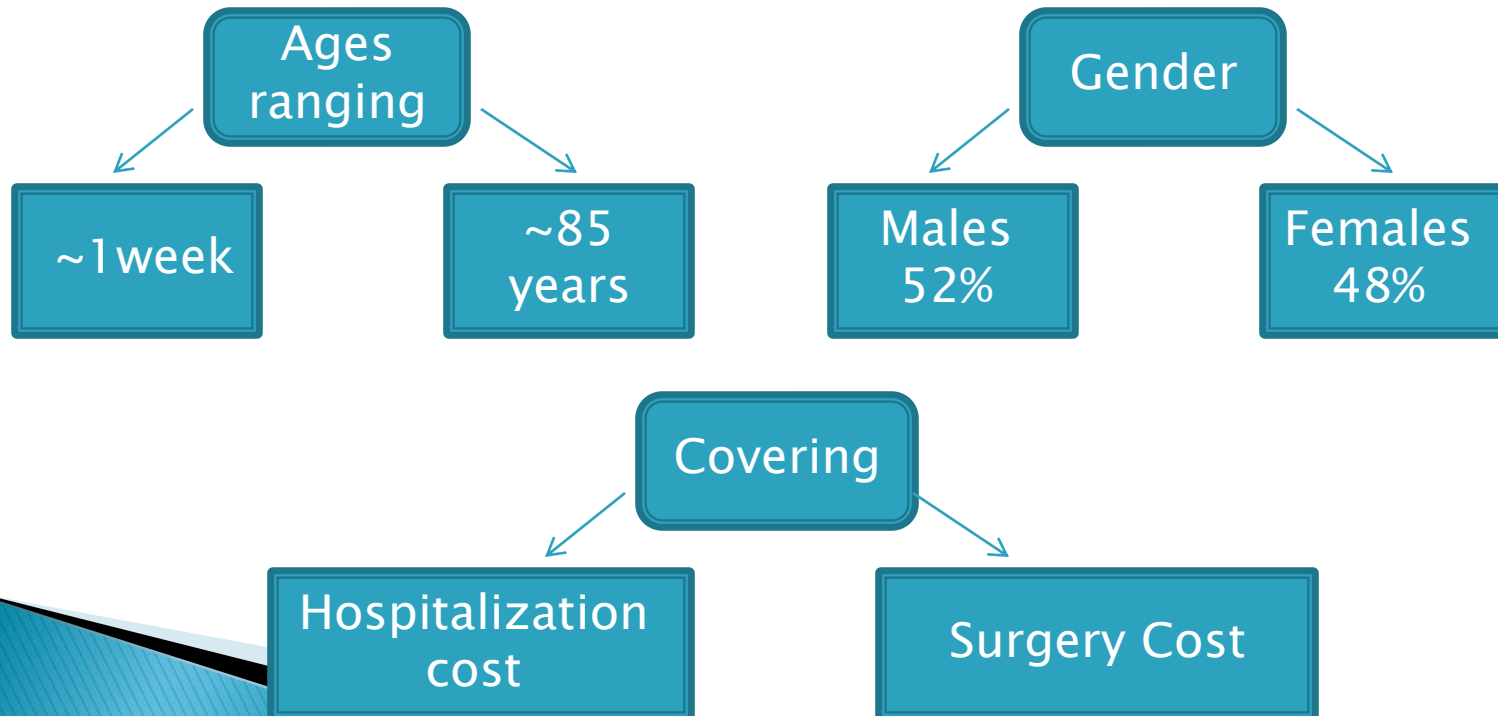 Ages
ranging
~1week
~85
years
Gender
Males
52%
Females
48%
Covering
Hospitalization
cost
Surgery Cost